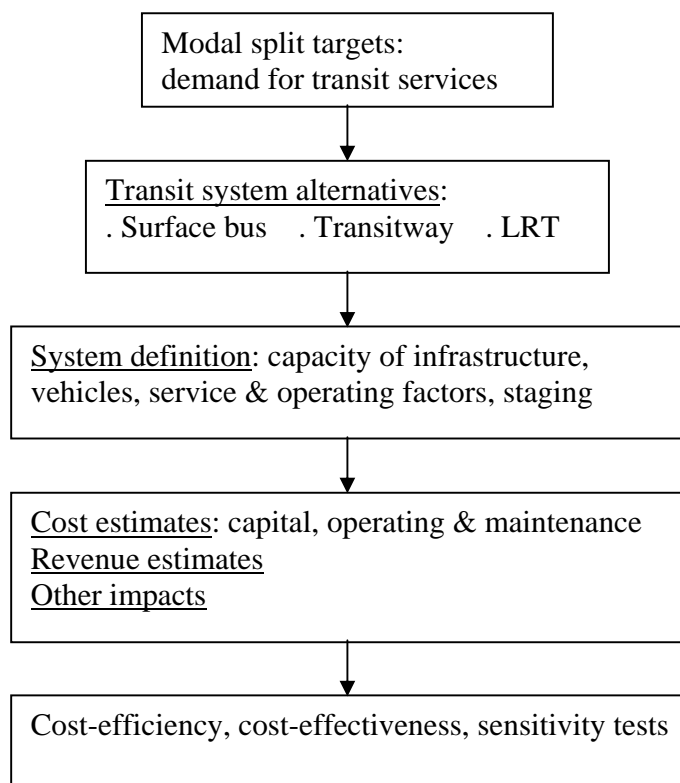 Modal split targets:
demand for transit services
Transit system alternatives:
. Surface bus . Transitway . LRT
System definition: capacity of infrastructure,
vehicles, service & operating factors, staging
Cost estimates: capital, operating & maintenance
Revenue estimates
Other impacts
Cost-efficiency, cost-effectiveness, sensitivity tests